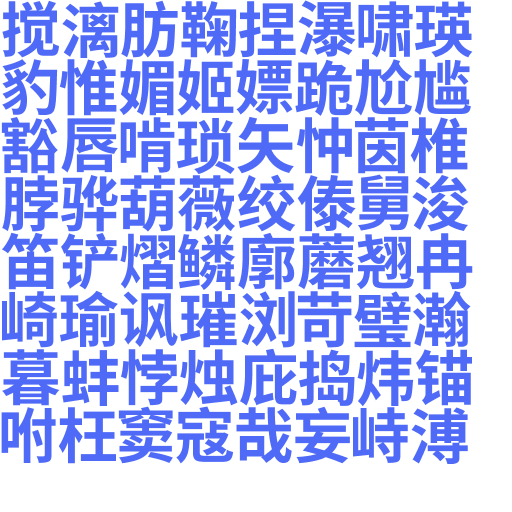 搅漓肪鞠捏瀑啸瑛
豹惟媚姬嫖跪尬尴
豁唇啃琐矢忡茵椎
脖骅葫薇绞傣舅浚
笛铲熠鳞廓蘑翘冉
崎瑜讽璀浏苛璧瀚
暮蚌悖烛庇捣炜锚
咐枉窦寇哉妄峙溥